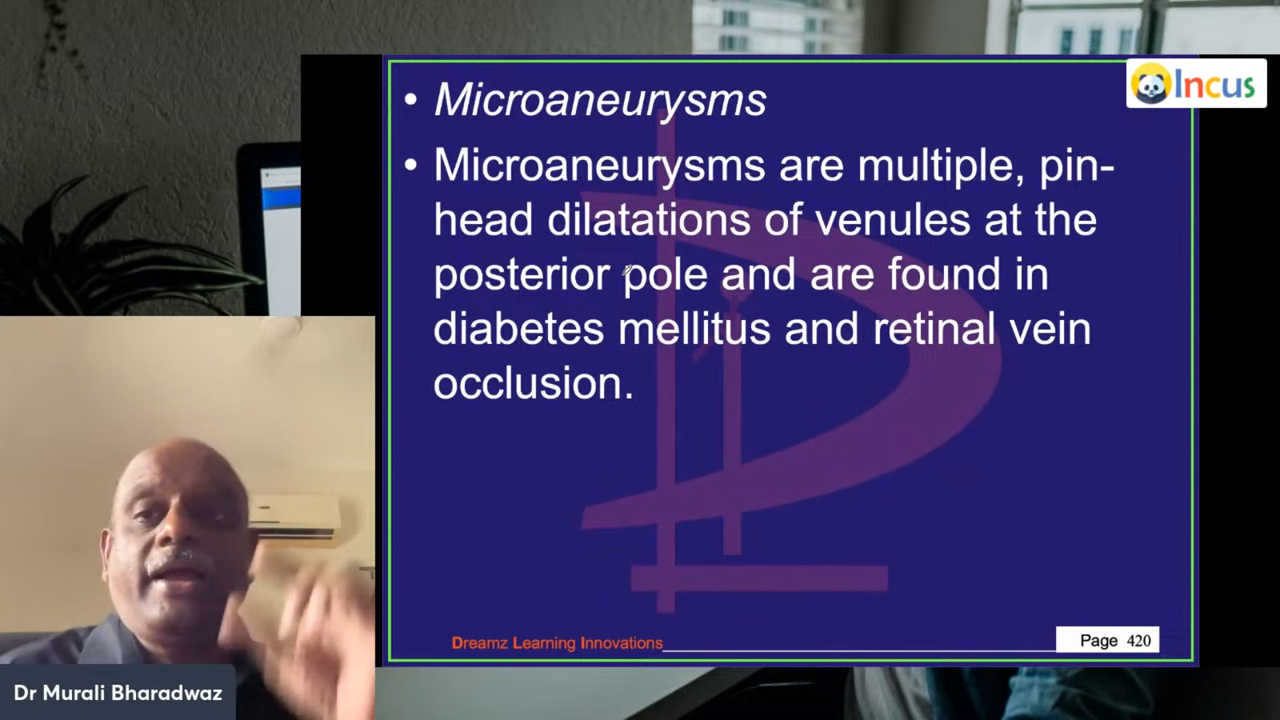 Incus
• Microaneurysms
• Microaneurysms are multiple, pin-
head dilatations of venules at the
posterior pole and are found in
diabetes mellitus and retinal vein
occlusion.
Dreamz Learning Innovations
Page 420
Dr Murali Bharadwaz